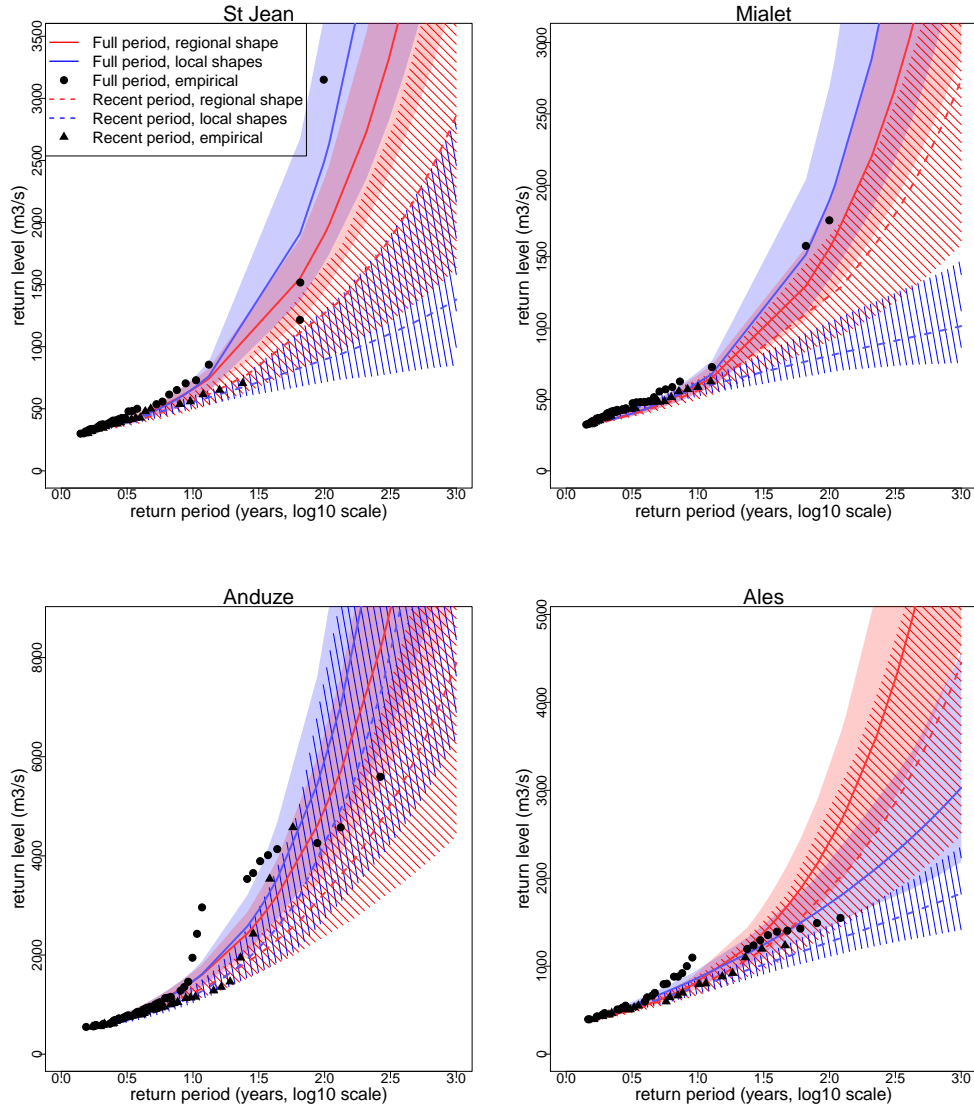 St Jean
Full period, regional shape
Full period, local shapes
Full period, empirical
Recent period, regional shape
Recent period, local shapes
Recent period, empirical
return level (m3/s)
0 500 1000 1500 2000 2500 3000 3500
0.0 0.5 1.0 1.5 2.0 2.5 3.0
return period (years, log10 scale)
Mialet
return level (m3/s)
0 500 1000 1500 2000 2500 3000
0.0 0.5 1.0 1.5 2.0 2.5 3.0
return period (years, log10 scale)
Anduze
return level (m3/s)
0 2000 4000 6000 8000
0.0 0.5 1.0 1.5 2.0 2.5 3.0
return period (years, log10 scale)
Ales
return level (m3/s)
0 1000 2000 3000 4000 5000
0.0 0.5 1.0 1.5 2.0 2.5 3.0
return period (years, log10 scale)